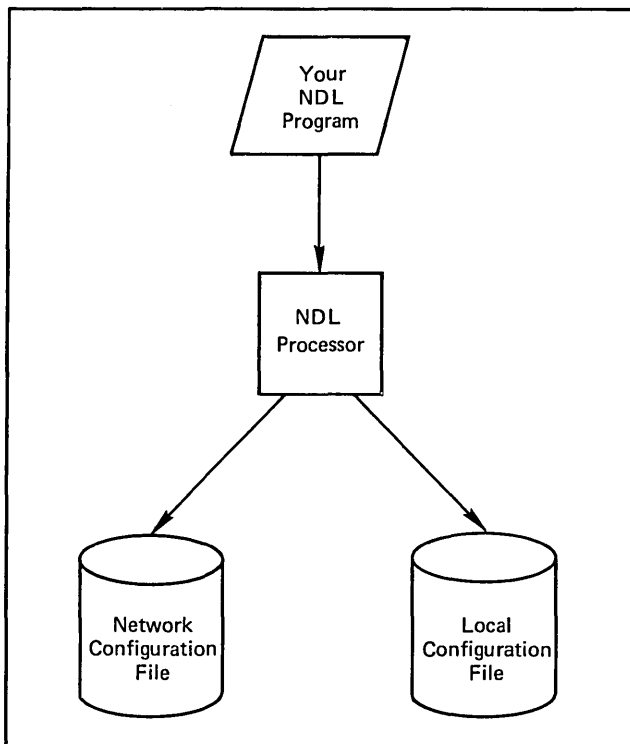 Your
NDL
Program
NDL
Processor
Network
Configuration
File
Local
Configuration
File